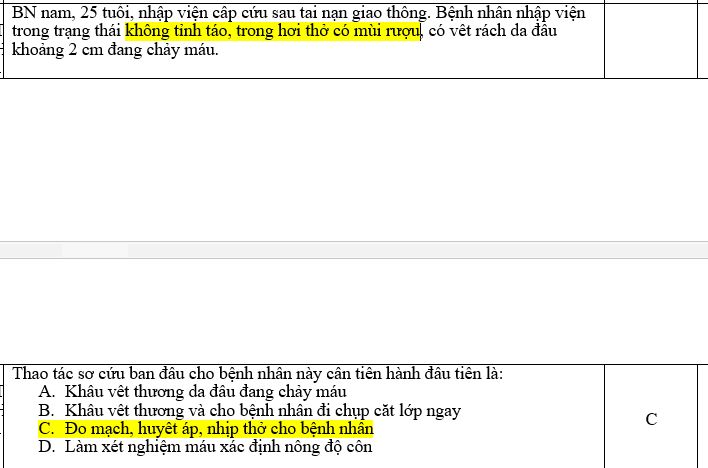 BN nam, 25 tuổi, nhập viện cấp cứu sau tai nạn giao thông. Bệnh nhân nhập viện
trong trạng thái không tỉnh táo, trong hơi thở có mùi rượu, có vết rách da đầu
khoảng 2 cm đang chảy máu.
Thao tác sơ cứu ban đầu cho bệnh nhân này cần tiến hành đầu tiên là:
A. Khâu vết thương da đầu đang chảy máu
B. Khâu vết thương và cho bệnh nhân đi chụp cắt lớp ngay
C. Đo mạch, huyết áp, nhịp thở cho bệnh nhân
C
D. Làm xét nghiệm máu xác định nồng độ cồn